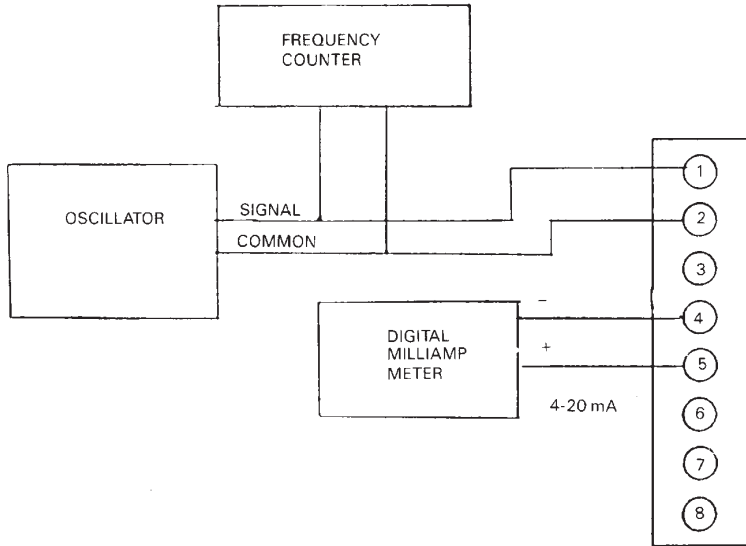 FREQUENCY
COUNTER
OSCILLATOR
SIGNAL
COMMON
1
2
3
4
5
6
7
8
DIGITAL
MILLIAMP
METER
−
+
4-20 mA